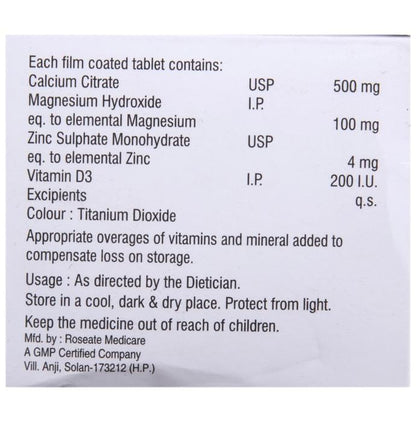 Each film coated tablet contains:
Calcium Citrate USP 500 mg
Magnesium Hydroxide I.P.
eq. to elemental Magnesium 100 mg
Zinc Sulphate Monohydrate USP
eq. to elemental Zinc 4 mg
Vitamin D3 I.P. 200 I.U.
Excipients q.s.
Colour : Titanium Dioxide
Appropriate overages of vitamins and mineral added to
compensate loss on storage.
Usage : As directed by the Dietician.
Store in a cool, dark & dry place. Protect from light.
Keep the medicine out of reach of children.
Mfd. by : Roseate Medicare
A GMP Certified Company
Vill. Anji, Solan-173212 (H.P.)